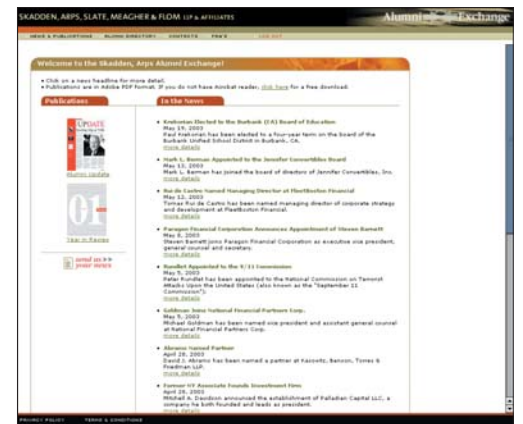 SKADDEN, ARPS, SLATE, MEAGHER & FLOM LLP & AFFILIATES
Alumni Exchange
NEWS & PUBLICATIONS ALUMNI DIRECTORY CONTACTS FAQ'S LOG OUT
Welcome to the Skadden, Arps Alumni Exchange!
• Click on a news headline for more detail.
• Publications are in Adobe PDF format. If you do not have Acrobat reader, click here for a free download.
Publications
UPDATE
Alumni Update
01
Year in Review
send us >>
your news
In the News
• Krekorian Elected to the Burbank (CA) Board of Education
May 19, 2003
Paul Krekorian has been elected to a four-year term on the board of the
Burbank Unified School District in Burbank, CA.
more details
• Mark L. Berman Appointed to the Jennifer Convertibles Board
May 13, 2003
Mark L. Berman has joined the board of directors of Jennifer Convertibles, Inc.
more details
• Rui de Castro Named Managing Director at FleetBoston Financial
May 12, 2003
Tomas Rui de Castro has been named managing director of corporate strategy
and development at FleetBoston Financial.
more details
• Paragon Financial Corporation Announces Appointment of Steven Barnett
May 8, 2003
Steven Barnett joins Paragon Financial Corporation as executive vice president,
general counsel and secretary.
more details
• Rundlet Appointed to the 9/11 Commission
May 5, 2003
Peter Rundlet has been appointed to the National Commission on Terrorist
Attacks Upon the United States (also known as the "September 11
Commission").
more details
• Goldman Joins National Financial Partners Corp.
May 5, 2003
Michael Goldman has been named vice president and assistant general counsel
at National Financial Partners Corp.
more details
• Abrams Named Partner
April 28, 2003
David J. Abrams has been named a partner at Kasowitz, Benson, Torres &
Friedman LLP.
more details
• Former NY Associate Founds Investment Firm
April 28, 2003
Mitchell A. Davidson announced the establishment of Palladian Capital LLC, a
company he both founded and leads as president.
more details
PRIVACY POLICY TERMS & CONDITIONS